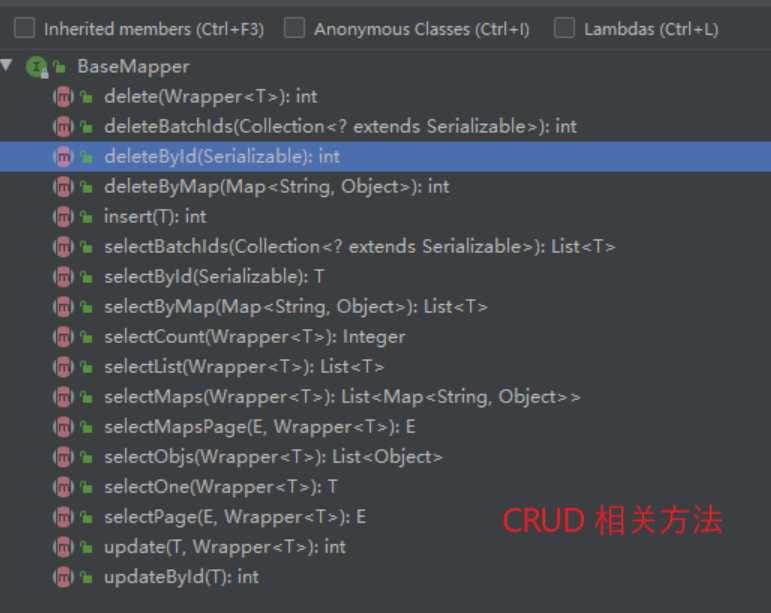 Inherited members (Ctrl+F3) Anonymous Classes (Ctrl+I) Lambdas (Ctrl+L)
BaseMapper
delete(Wrapper<T>): int
deleteBatchIds(Collection<? extends Serializable>): int
deleteById(Serializable): int
deleteByMap(Map<String, Object>): int
insert(T): int
selectBatchIds(Collection<? extends Serializable>): List<T>
selectById(Serializable): T
selectByMap(Map<String, Object>): List<T>
selectCount(Wrapper<T>): Integer
selectList(Wrapper<T>): List<T>
selectMaps(Wrapper<T>): List<Map<String, Object>>
selectMapsPage(E, Wrapper<T>): E
selectObjs(Wrapper<T>): List<Object>
selectOne(Wrapper<T>): T
selectPage(E, Wrapper<T>): E
CRUD 相关方法
update(T, Wrapper<T>): int
updateById(T): int